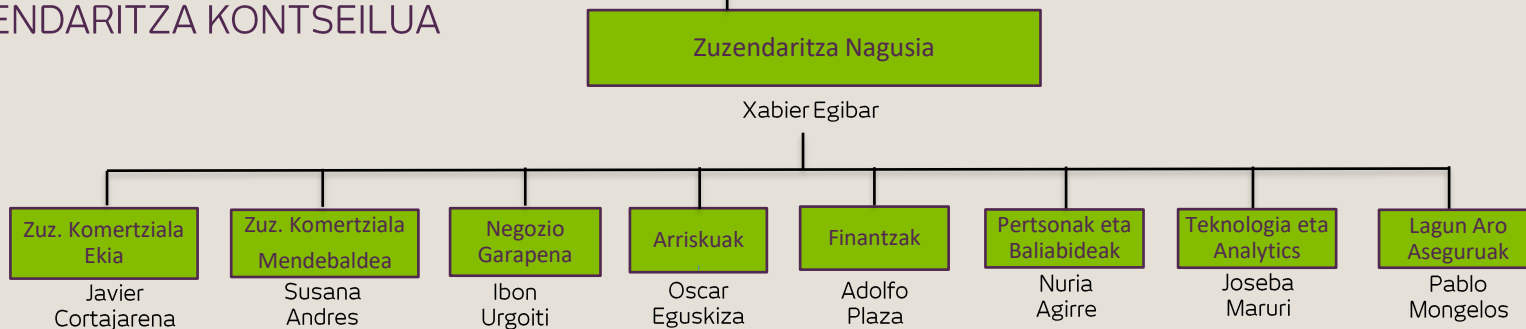 ENDARITZA KONTSEILUA
Zuzendaritza Nagusia
Xabier Egibar
Zuz. Komertziala
Ekia
Javier
Cortajarena
Zuz. Komertziala
Mendebaldea
Susana
Andres
Negozio
Garapena
Ibon
Urgoiti
Arriskuak
Oscar
Eguskiza
Finantzak
Adolfo
Plaza
Pertsonak eta
Baliabideak
Nuria
Agirre
Teknologia eta
Analytics
Joseba
Maruri
Lagun Aro
Aseguruak
Pablo
Mongelos